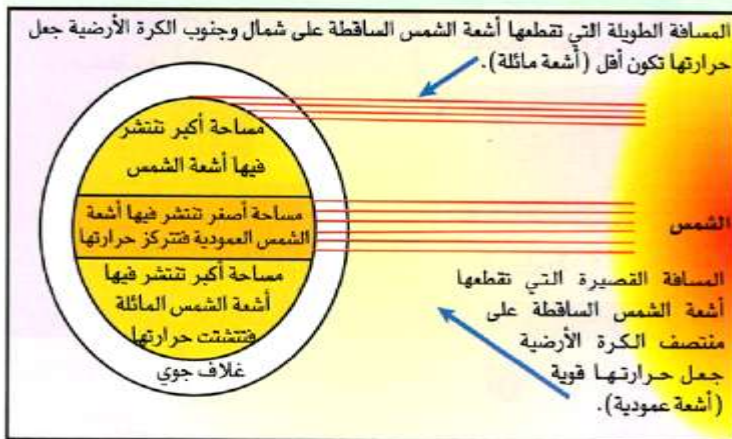 المسافة الطويلة التي تقطعها أشعة الشمس الساقطة على شمال وجنوب الكرة الأرضية جعل
حرارتها تكون أقل (أشعة مائلة).
مساحة أكبر تنتشر
فيها أشعة الشمس
مساحة أصغر تنتشر فيها أشعة
الشمس العمودية فتتركز حرارتها
مساحة أكبر تنتشر فيها
أشعة الشمس المائلة
فتتشتت حرارتها
غلاف جوي
الشمس
المسافة القصيرة التي تقطعها
أشعة الشمس الساقطة على
منتصف الكرة الأرضية
جعل حرارتها قوية
(أشعة عمودية).